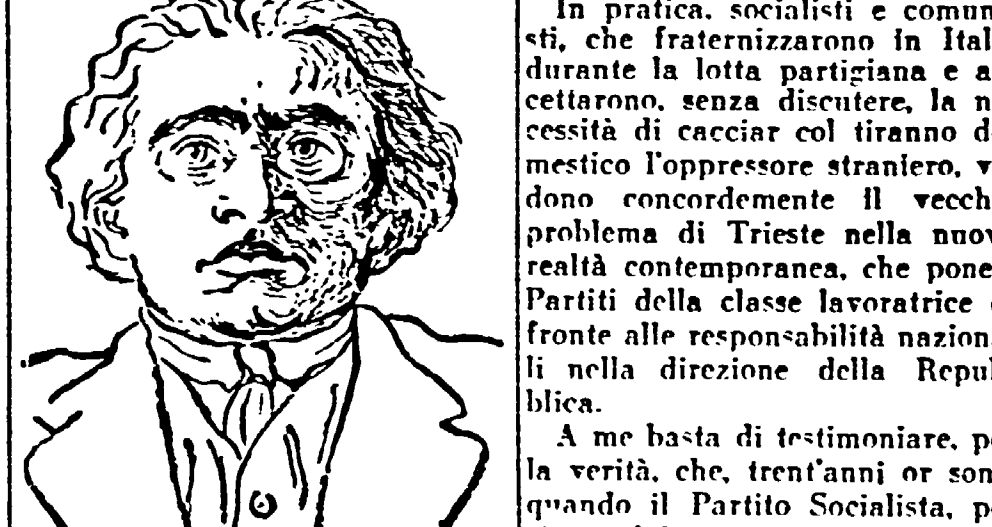 In pratica. socialisti e comun
sti, che fraternizzarono in Ital
durante la lotta partigiana e a
cettarono, senza discutere, la n
cessità di cacciar col tiranno d
mestico l'oppressore straniero, v
dono concordemente il vecch
problema di Trieste nella nuov
realtà contemporanea, che pone
Partiti della classe lavoratrice
fronte alle responsabilità nazion
li nella direzione della Repu
blica.
A me basta di testimoniare, p
la verità, che, trent'anni or son
quando il Partito Socialista, p